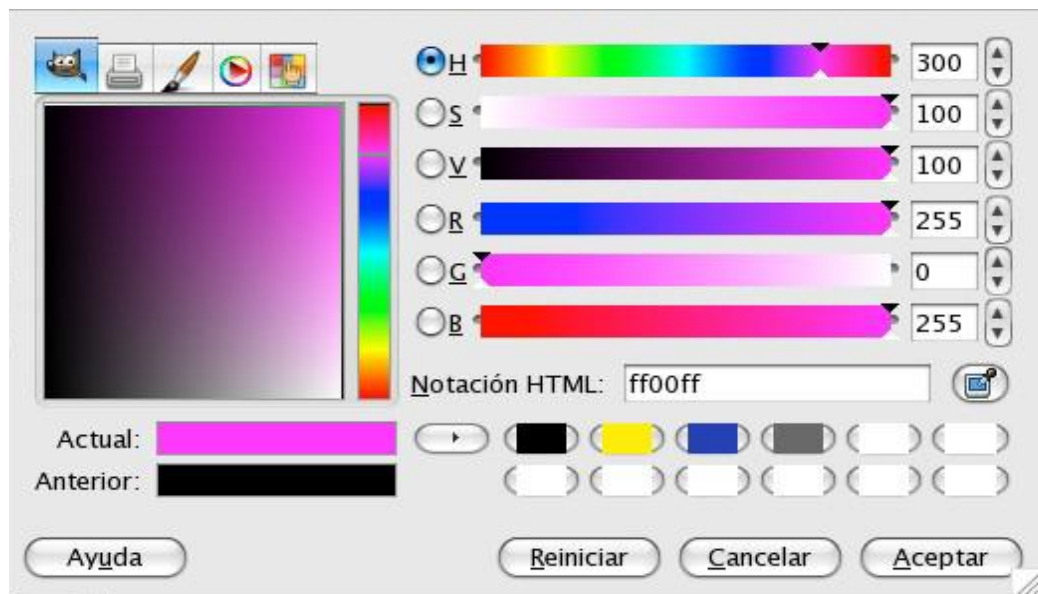 H 300
S 100
V 100
R 255
G 0
B 255
Notación HTML: ff00ff
Actual:
Anterior:
Ayuda Reiniciar Cancelar Aceptar